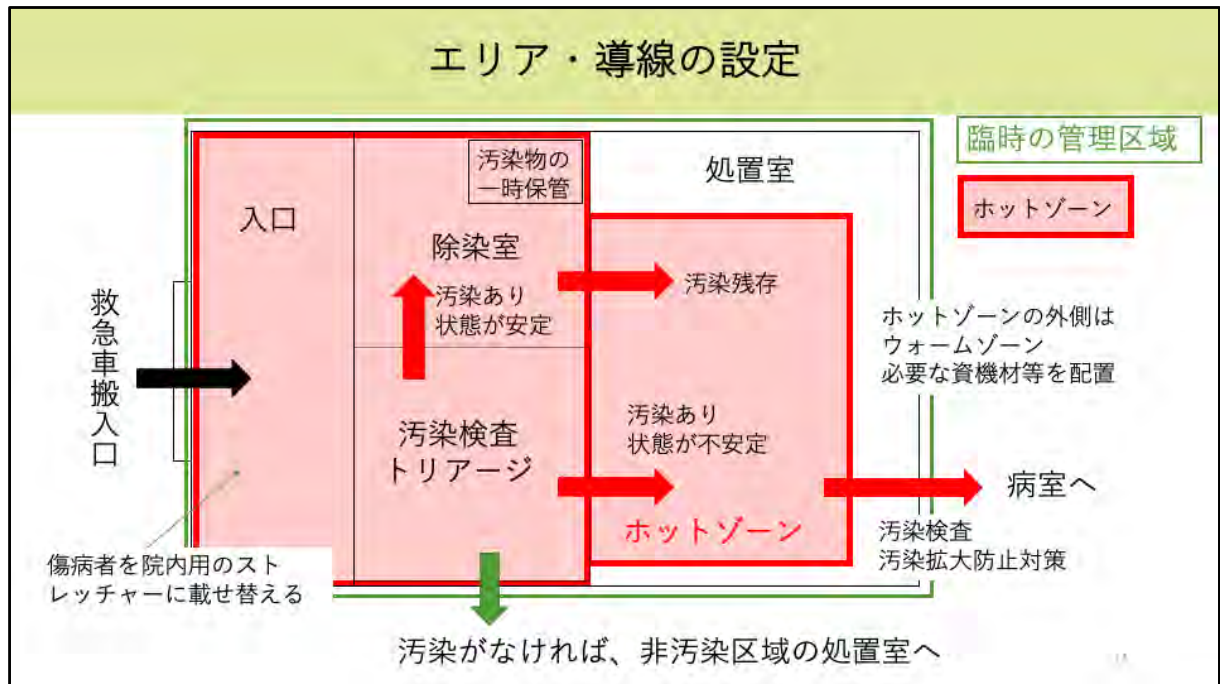 エリア・導線の設定
臨時の管理区域
ホットゾーン
汚染物の
一時保管
処置室
入口
除染室
汚染あり
状態が安定
汚染残存
救急車搬入口
ホットゾーンの外側は
ウォームゾーン
必要な資機材等を配置
汚染検査
トリアージ
汚染あり
状態が不安定
ホットゾーン
病室へ
汚染検査
汚染拡大防止対策
傷病者を院内用のスト
レッチャーに載せ替える
汚染がなければ、非汚染区域の処置室へ